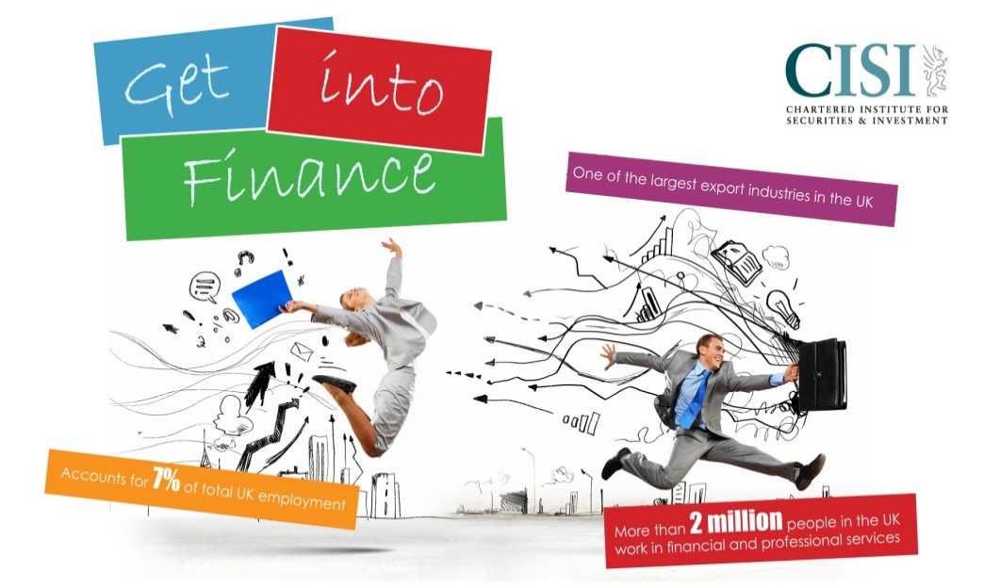 Get into
Finance
CISI
CHARTERED INSTITUTE FOR
SECURITIES & INVESTMENT
One of the largest export industries in the UK
Accounts for 7% of total UK employment
More than 2 million people in the UK
work in financial and professional services